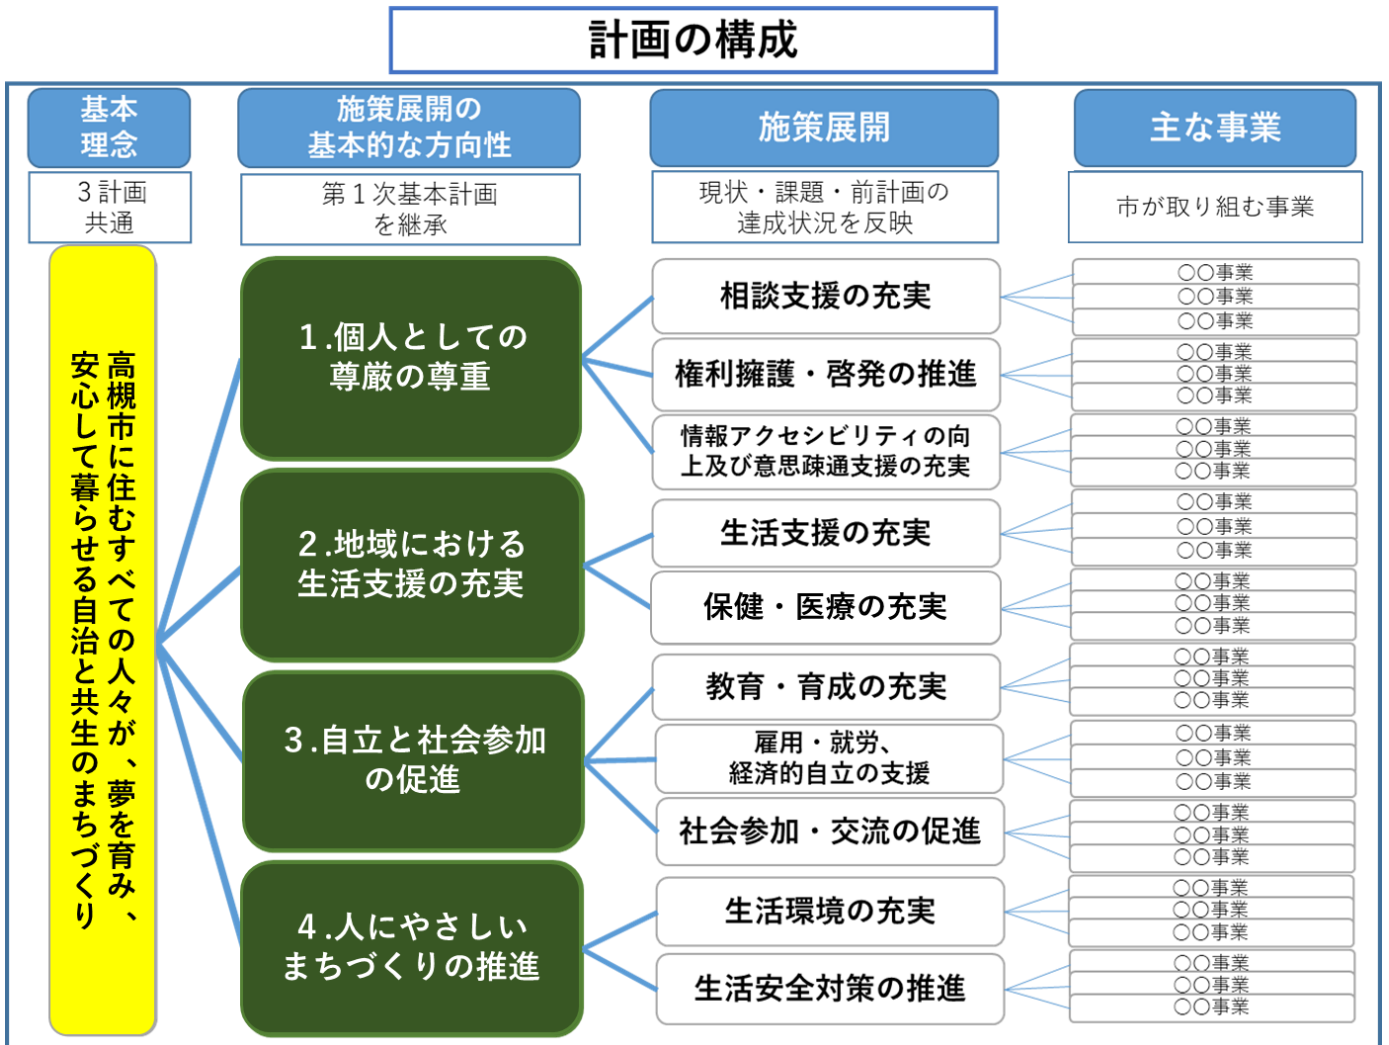 計画の構成
基本
理念
施策展開の
基本的な方向性
施策展開
主な事業
３計画
共通
第１次基本計画
を継承
現状・課題・前計画の
達成状況を反映
市が取り組む事業
高槻市に住むすべての人々が、夢を育み、
安心して暮らせる自治と共生のまちづくり
１.個人としての
尊厳の尊重
相談支援の充実
〇〇事業
〇〇事業
〇〇事業
権利擁護・啓発の推進
〇〇事業
〇〇事業
〇〇事業
情報アクセシビリティの向
上及び意思疎通支援の充実
〇〇事業
〇〇事業
〇〇事業
２.地域における
生活支援の充実
生活支援の充実
〇〇事業
〇〇事業
〇〇事業
保健・医療の充実
〇〇事業
〇〇事業
〇〇事業
３.自立と社会参加
の促進
教育・育成の充実
〇〇事業
〇〇事業
〇〇事業
雇用・就労、
経済的自立の支援
〇〇事業
〇〇事業
〇〇事業
社会参加・交流の促進
〇〇事業
〇〇事業
〇〇事業
４.人にやさしい
まちづくりの推進
生活環境の充実
〇〇事業
〇〇事業
〇〇事業
生活安全対策の推進
〇〇事業
〇〇事業
〇〇事業